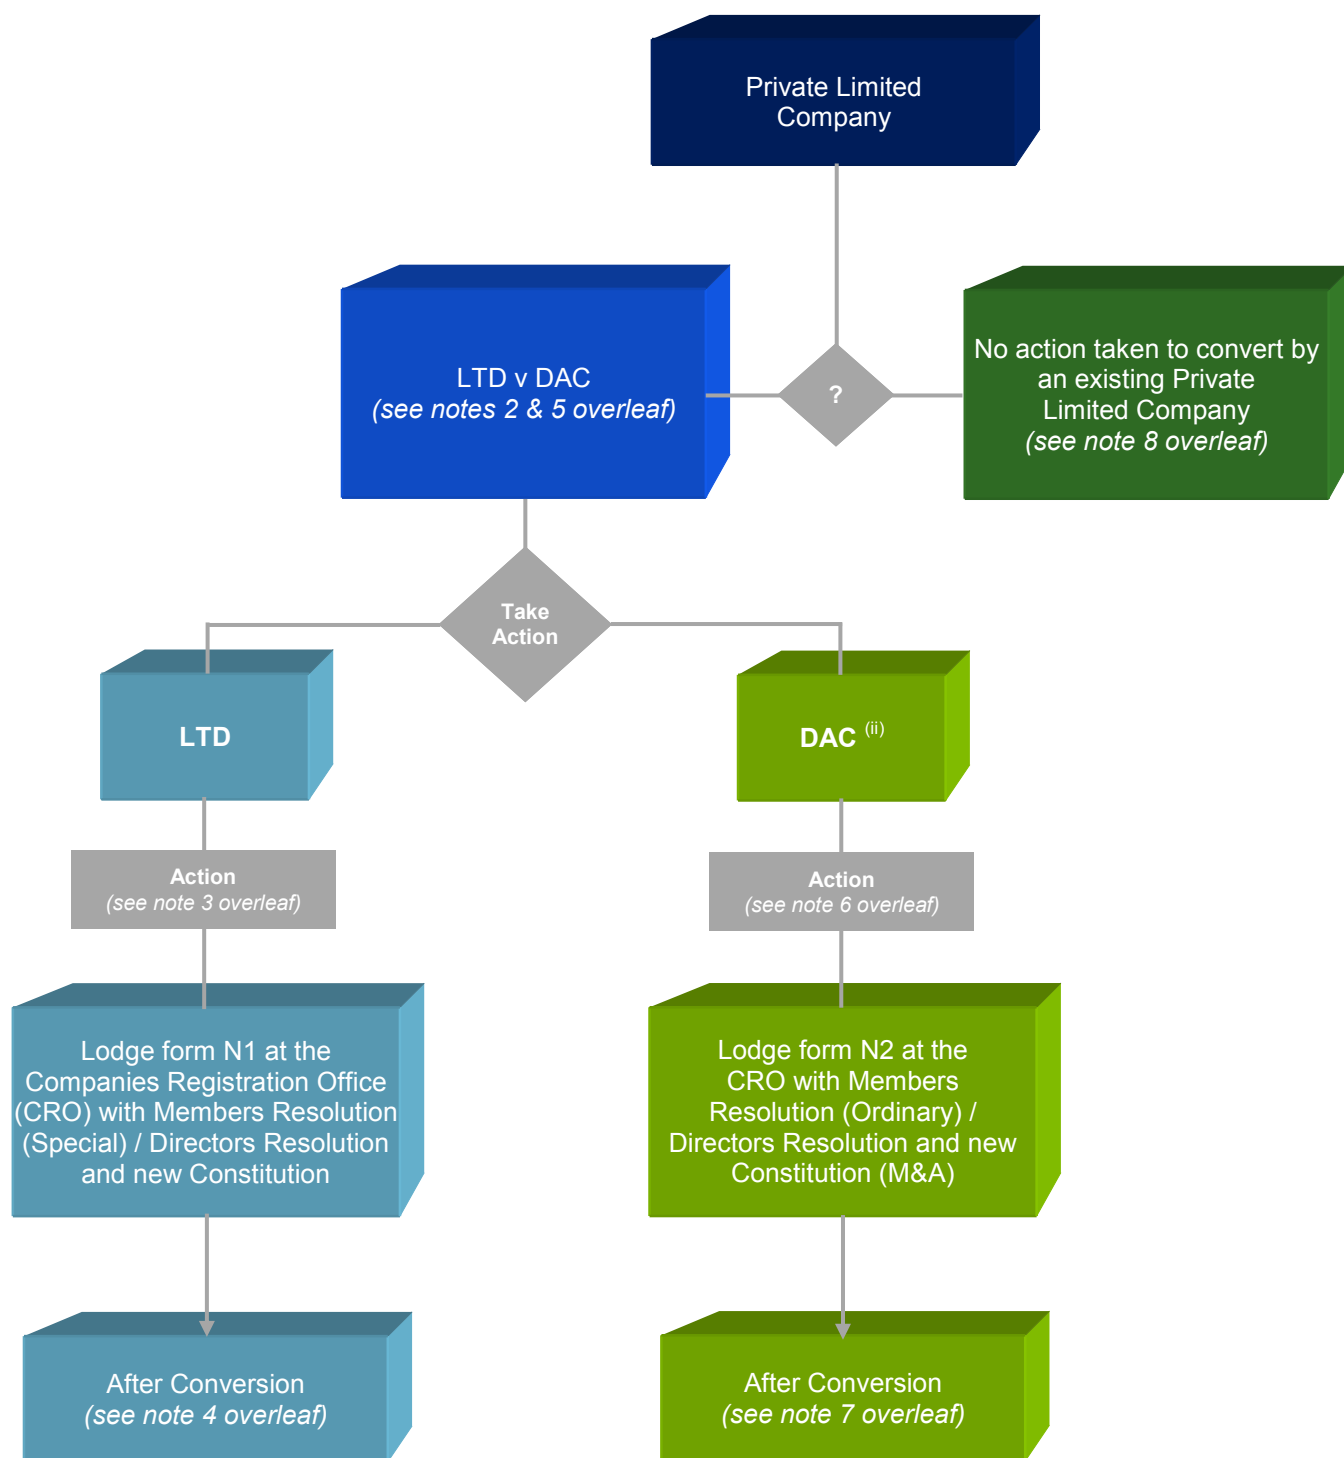 Private Limited
Company
LTD v DAC
(see notes 2 & 5 overleaf)
?
No action taken to convert by
an existing Private
Limited Company
(see note 8 overleaf)
Take
Action
LTD
DAC (ii)
Action
(see note 3 overleaf)
Action
(see note 6 overleaf)
Lodge form N1 at the
Companies Registration Office
(CRO) with Members Resolution
(Special) / Directors Resolution
and new Constitution
Lodge form N2 at the
CRO with Members
Resolution (Ordinary) /
Directors Resolution and new
Constitution (M&A)
After Conversion
(see note 4 overleaf)
After Conversion
(see note 7 overleaf)